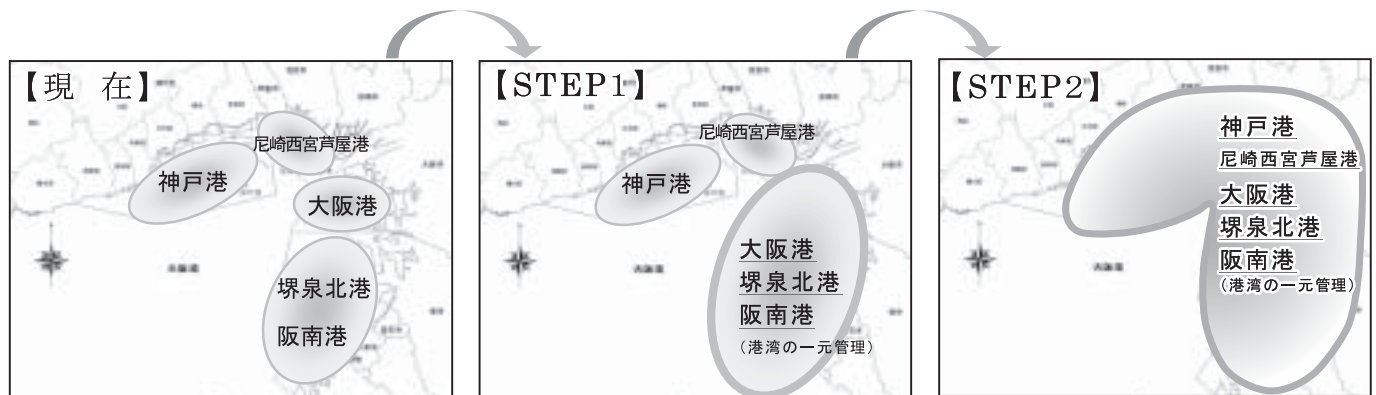 【現　在】
尼崎西宮芦屋港
神戸港
大阪港
堺泉北港
阪南港
【STEP1】
尼崎西宮芦屋港
神戸港
大阪港
堺泉北港
阪南港
(港湾の一元管理)
【STEP2】
神戸港
尼崎西宮芦屋港
大阪港
堺泉北港
阪南港
(港湾の一元管理)